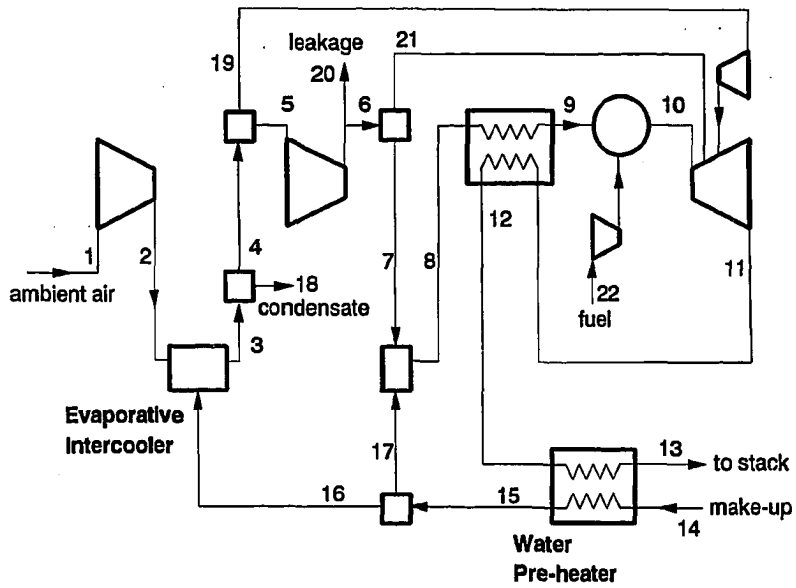 leakage
21
19
20
5
6
9
10
12
4
1
2
7
8
11
ambient air
18
condensate
22
fuel
3
Evaporative
Intercooler
17
13
to stack
16
15
make-up
14
Water
Pre-heater